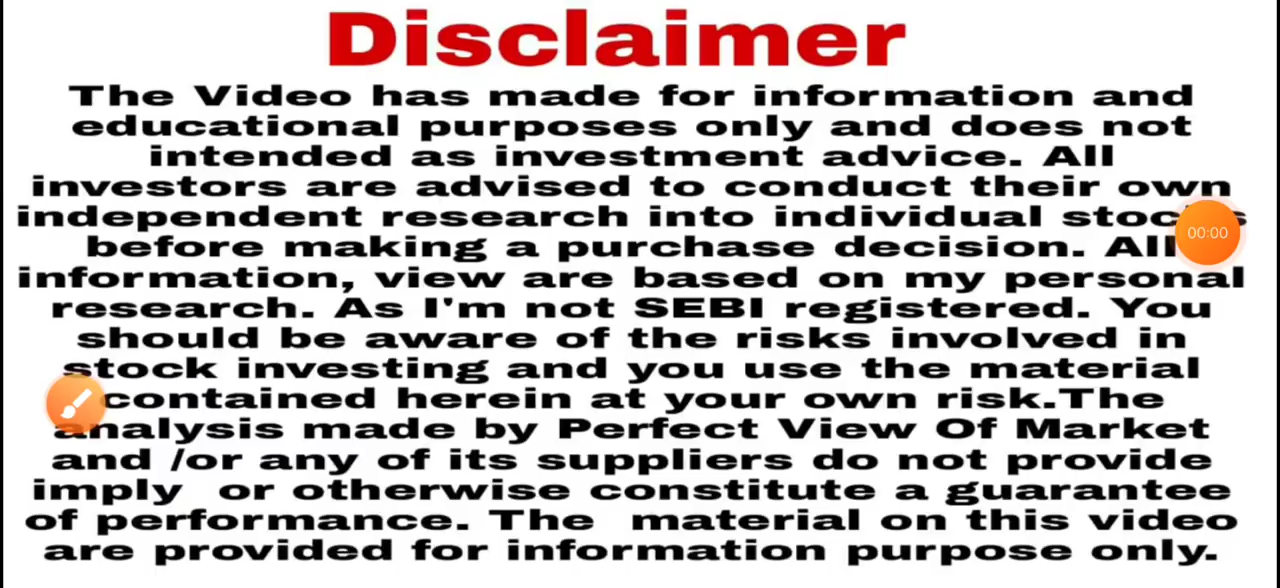 Disclaimer
The Video has made for information and
educational purposes only and does not
intended as investment advice. All
investors are advised to conduct their own
independent research into individual stocks
before making a purchase decision. All
00:00
information, view are based on my personal
research. As I'm not SEBI registered. You
should be aware of the risks involved in
stock investing and you use the material
contained herein at your own risk.The
analysis made by Perfect View Of Market
and /or any of its suppliers do not provide
imply  or otherwise constitute a guarantee
of performance. The  material on this video
are provided for information purpose only.